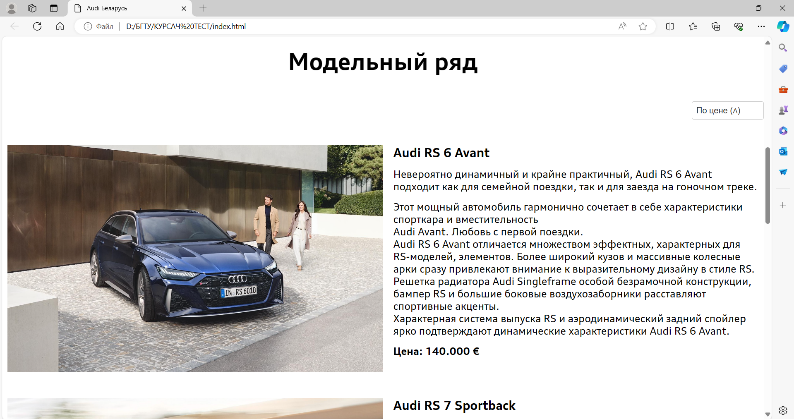 Audi Беларусь
Файл
D:/БГТУ/КУРСАЧ%20ТЕСТ/index.html
Модельный ряд
По цене (Λ)
Audi RS 6 Avant
Невероятно динамичный и крайне практичный, Audi RS 6 Avant
подходит как для семейной поездки, так и для заезда на гоночном треке.
Этот мощный автомобиль гармонично сочетает в себе характеристики
спорткара и вместительность
Audi Avant. Любовь с первой поездки.
Audi RS 6 Avant отличается множеством эффектных, характерных для
RS-моделей, элементов. Более широкий кузов и массивные колесные
арки сразу привлекают внимание к выразительному дизайну в стиле RS.
Решетка радиатора Audi Singleframe особой безрамочной конструкции,
бампер RS и большие боковые воздухозаборники расставляют
спортивные акценты.
Характерная система выпуска RS и аэродинамический задний спойлер
ярко подтверждают динамические характеристики Audi RS 6 Avant.
Цена: 140.000 €
Audi RS 7 Sportback